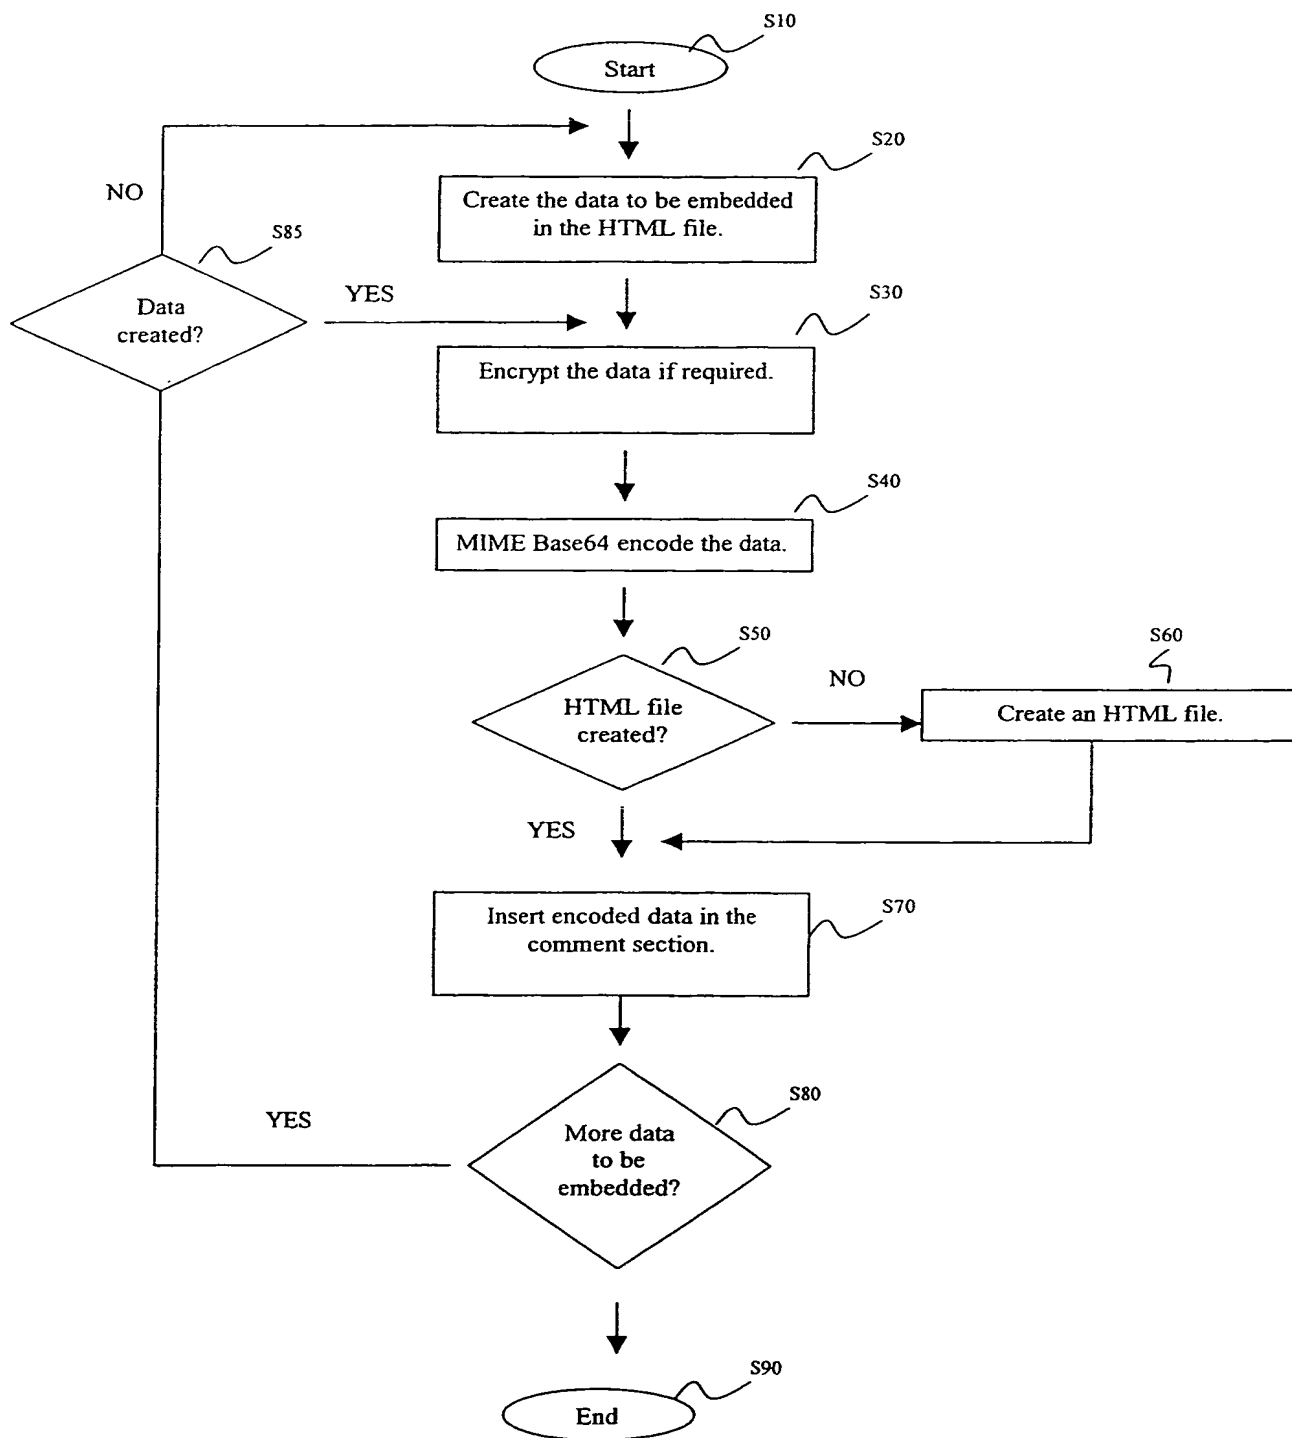 S10
Start
S20
NO
Create the data to be embedded
in the HTML file.
S85
Data
created?
YES
S30
Encrypt the data if required.
S40
MIME Base64 encode the data.
S50
HTML file
created?
NO
S60
Create an HTML file.
YES
Insert encoded data in the
comment section.
S70
S80
YES
More data
to be
embedded?
S90
End